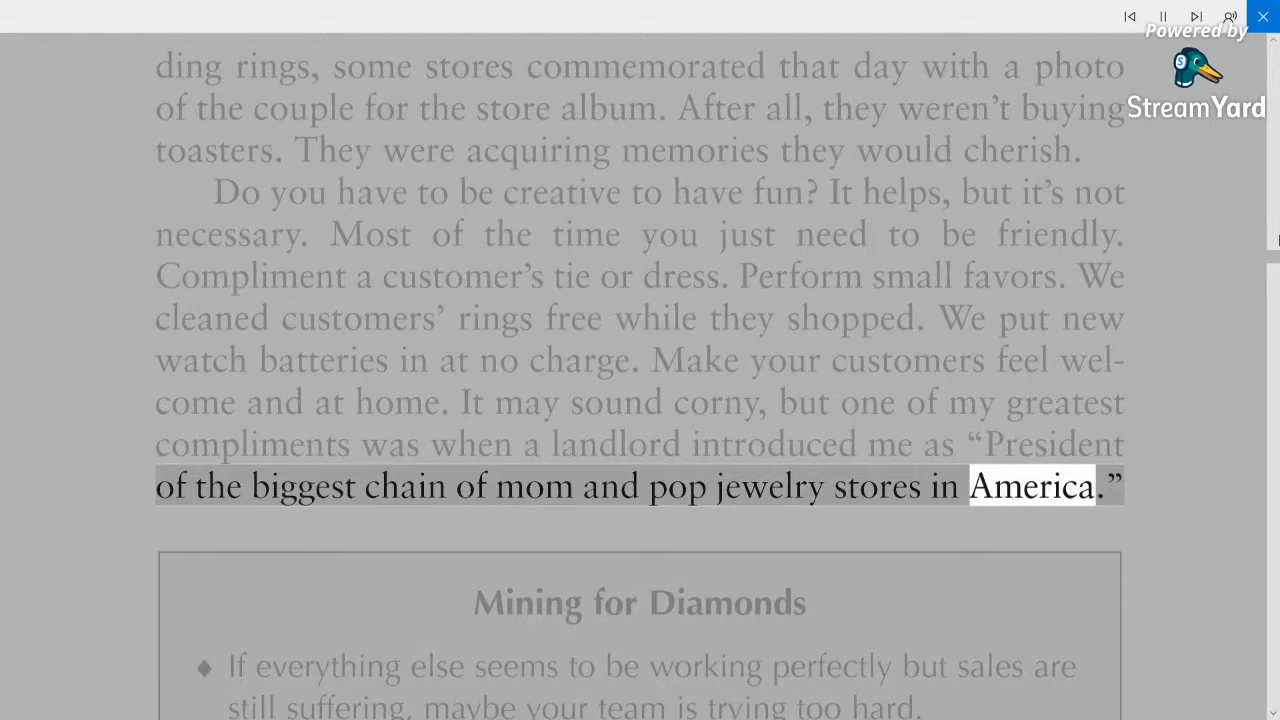 Powered by
StreamYard
ding rings, some stores commemorated that day with a photo
of the couple for the store album. After all, they weren’t buying
toasters. They were acquiring memories they would cherish.
Do you have to be creative to have fun? It helps, but it’s not
necessary. Most of the time you just need to be friendly.
Compliment a customer’s tie or dress. Perform small favors. We
cleaned customers’ rings free while they shopped. We put new
watch batteries in at no charge. Make your customers feel wel-
come and at home. It may sound corny, but one of my greatest
compliments was when a landlord introduced me as “President
of the biggest chain of mom and pop jewelry stores in America.”
Mining for Diamonds
♦ If everything else seems to be working perfectly but sales are
still suffering, maybe your team is trying too hard.